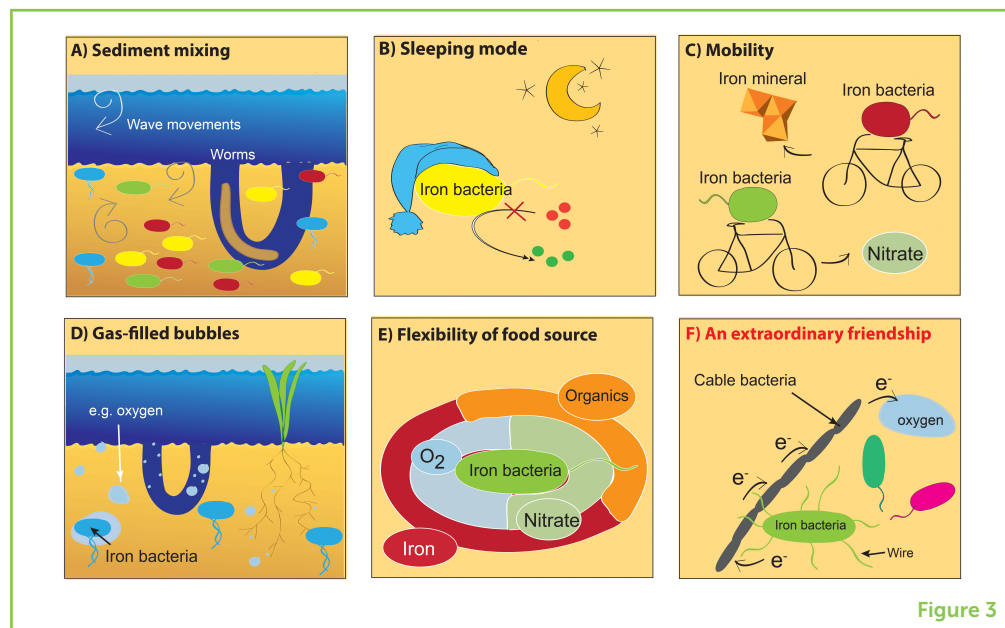 A) Sediment mixing
Wave movements
Worms
B) Sleeping mode
Iron bacteria
C) Mobility
Iron mineral
Iron bacteria
Iron bacteria
Nitrate
D) Gas-filled bubbles
e.g. oxygen
Iron bacteria
E) Flexibility of food source
Organics
O2
Iron bacteria
Nitrate
Iron
F) An extraordinary friendship
Cable bacteria
e-
oxygen
e-
e-
Iron bacteria
Wire
e-
Figure 3